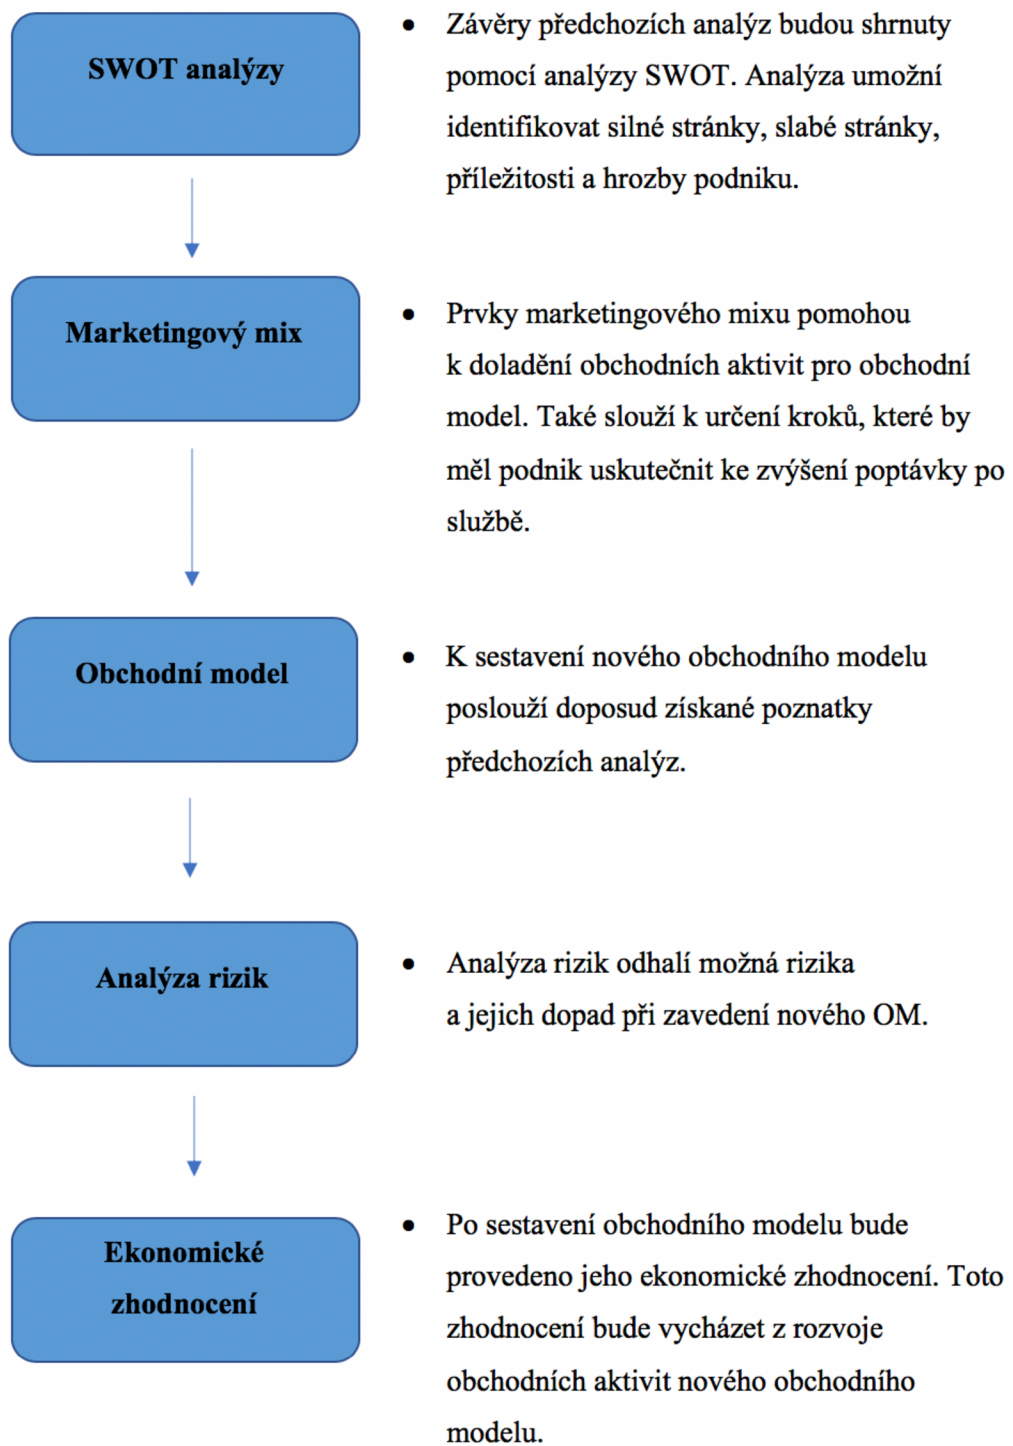 SWOT analýzy
• Závěry předchozích analýz budou shrnuty
pomocí analýzy SWOT. Analýza umožní
identifikovat silné stránky, slabé stránky,
příležitosti a hrozby podniku.
Marketingový mix
• Prvky marketingového mixu pomohou
k doladění obchodních aktivit pro obchodní
model. Také slouží k určení kroků, které by
měl podnik uskutečnit ke zvýšení poptávky po
službě.
Obchodní model
• K sestavení nového obchodního modelu
poslouží doposud získané poznatky
předchozích analýz.
Analýza rizik
• Analýza rizik odhalí možná rizika
a jejich dopad při zavedení nového OM.
Ekonomické
zhodnocení
• Po sestavení obchodního modelu bude
provedeno jeho ekonomické zhodnocení. Toto
zhodnocení bude vycházet z rozvoje
obchodních aktivit nového obchodního
modelu.